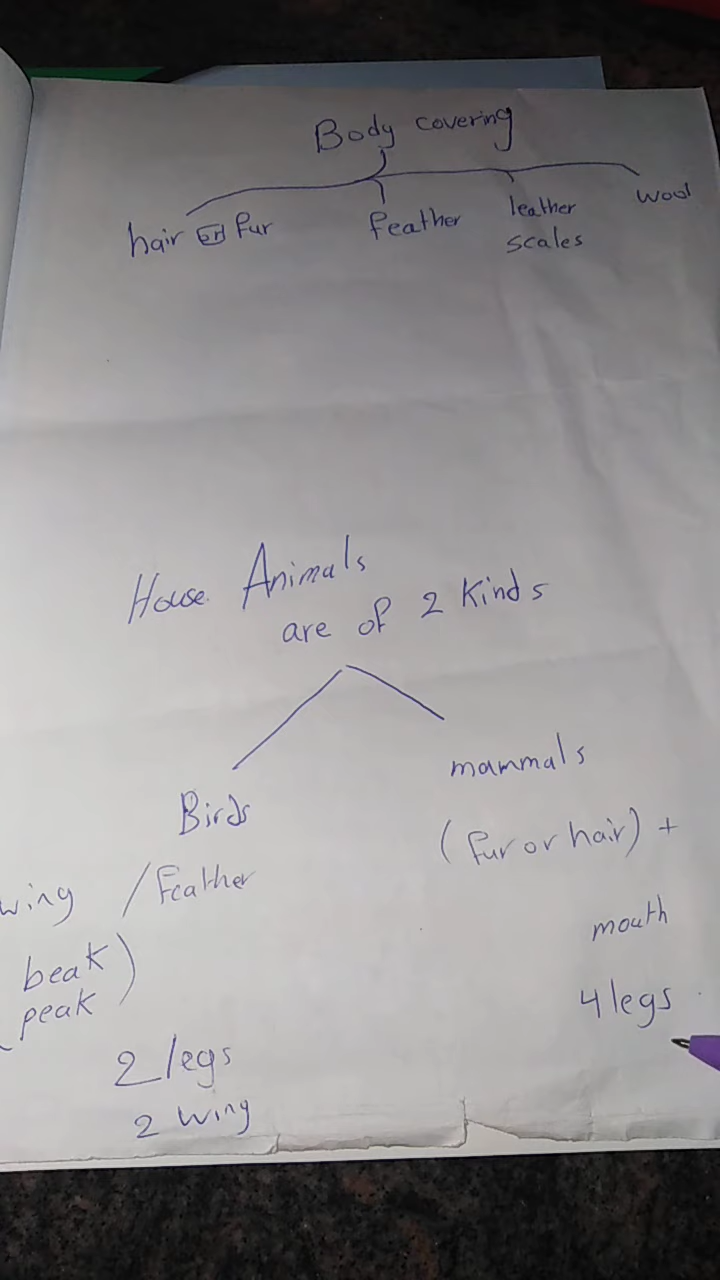 Body covering
hair or fur
feather
leather
scales
wool
House Animals
are of 2 Kinds
Birds
wing / Feather
beak )
peak
2 legs
2 wing
mammals
(fur or hair) +
mouth
4 legs